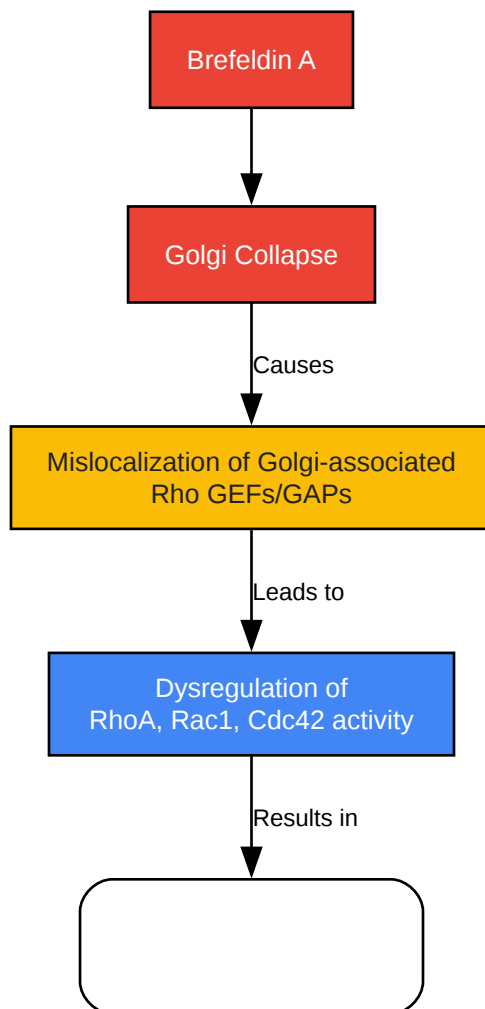 Brefeldin A
Golgi Collapse
Causes
Mislocalization of Golgi-associated
Rho GEFs/GAPs
Leads to
Dysregulation of
RhoA, Rac1, Cdc42 activity
Results in